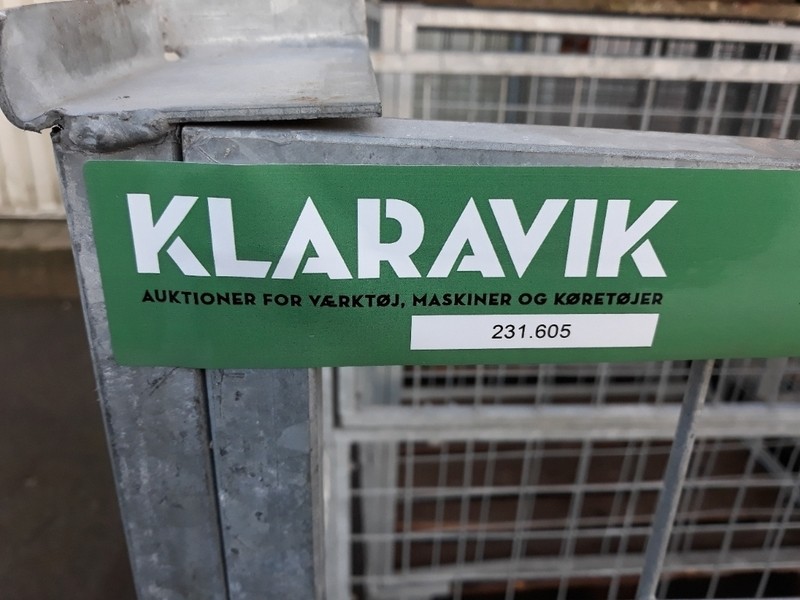 KLARAVIK
AUKTIONER FOR VÆRKTØJ, MASKINER OG KØRETØJER
231.605